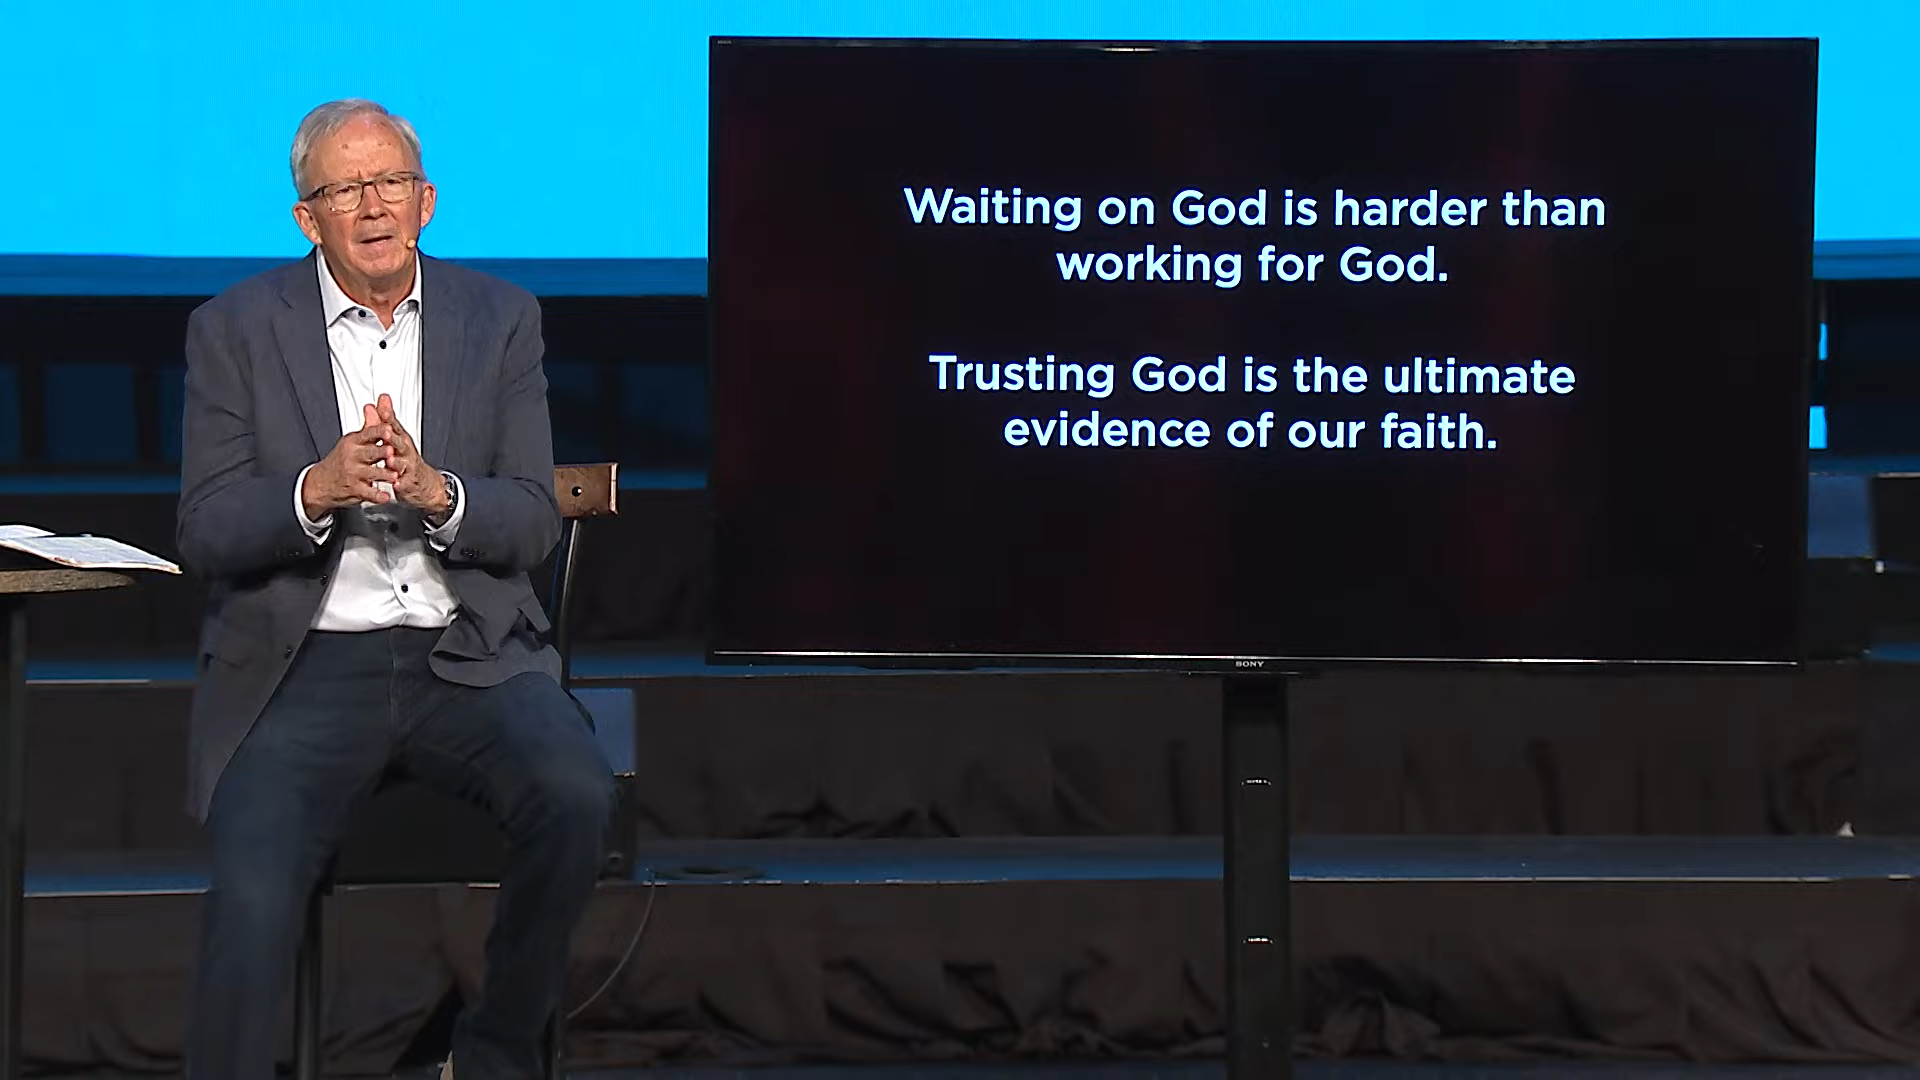 Waiting on God is harder than
working for God.
Trusting God is the ultimate
evidence of our faith.
SONY